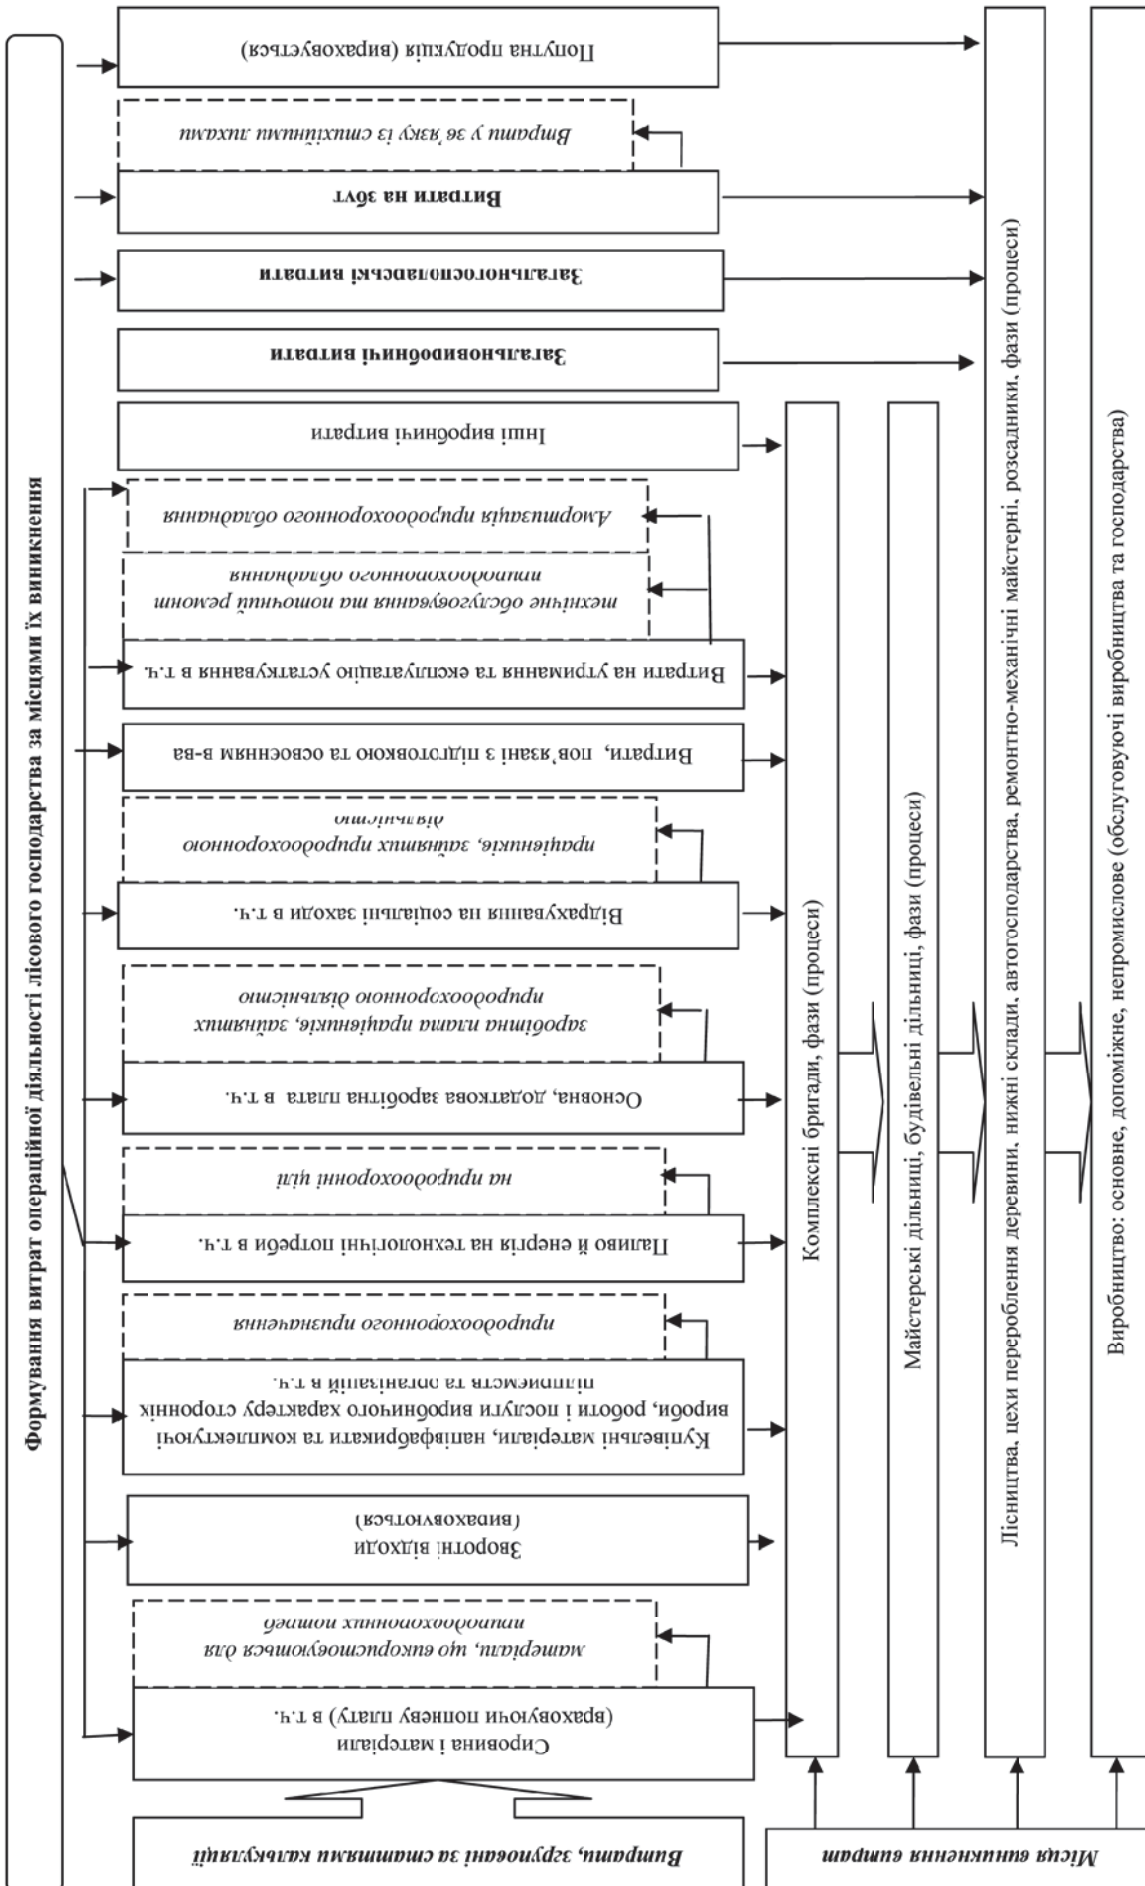 Формування витрат операційної діяльності лісового господарства за місцями їх виникнення
Витрати, згруповані за статтями калькуляції
Сировина і матеріали
(враховуючи попневу плату) в т.ч.
матеріали, що використовуються для
природоохоронних потреб
Зворотні відходи
(вираховуються)
Купівельні матеріали, напівфабрикати та комплектуючі
вироби, роботи і послуги виробничого характеру сторонніх
підприємств та організацій в т.ч.
природоохоронного призначення
Паливо й енергія на технологічні потреби в т.ч.
на природоохоронні цілі
Основна, додаткова заробітна плата в т.ч.
заробітна плата працівників, зайнятих
природоохоронною діяльністю
Відрахування на соціальні заходи в т.ч.
працівників, зайнятих природоохоронною
діяльністю
Витрати, пов’язані з підготовкою та освоєнням в-ва
Витрати на утримання та експлуатацію устаткування в т.ч.
технічне обслуговування та поточний ремонт
природоохоронного обладнання
Амортизація природоохоронного обладнання
Інші виробничі витрати
Загальновиробничі витрати
Загальногосподарські витрати
Витрати на збут
Втрати у зв’язку із стихійними лихами
Попутна продукція (вираховується)
Місця виникнення витрат
Комплексні бригади, фази (процеси)
Майстерські дільниці, будівельні дільниці, фази (процеси)
Лісництва, цехи перероблення деревини, нижні склади, автогосподарства, ремонтно-механічні майстерні, розсадники, фази (процеси)
Виробництво: основне, допоміжне, непромислове (обслуговуючі виробництва та господарства)